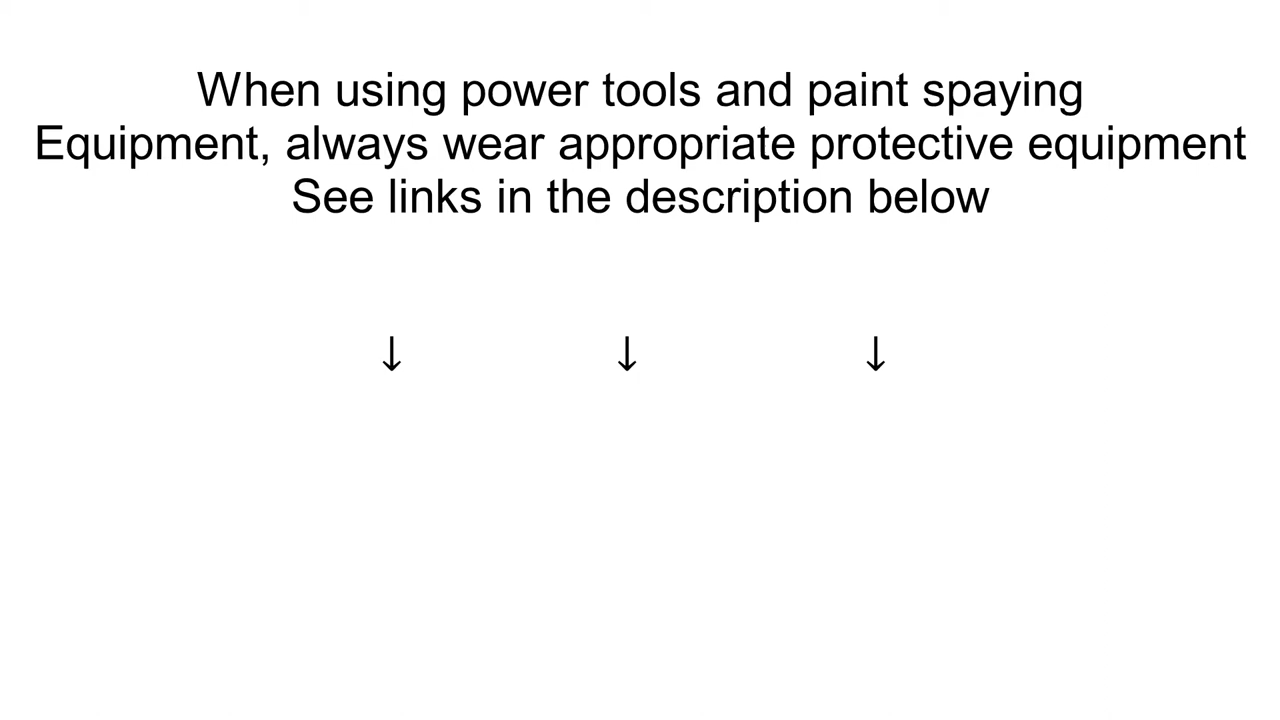 When using power tools and paint spaying
Equipment, always wear appropriate protective equipment
See links in the description below
↓ ↓ ↓